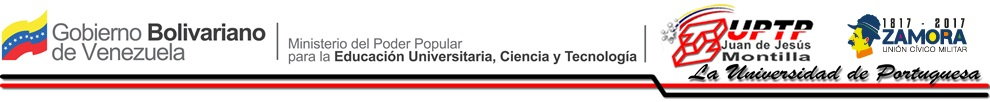 Gobierno Bolivariano
de Venezuela
Ministerio del Poder Popular
para la Educación Universitaria, Ciencia y Tecnología
UPTP
Juan de Jesús
Montilla
La Universidad de Portuguesa
1817 - 2017
ZAMORA
UNIÓN CÍVICO MILITAR